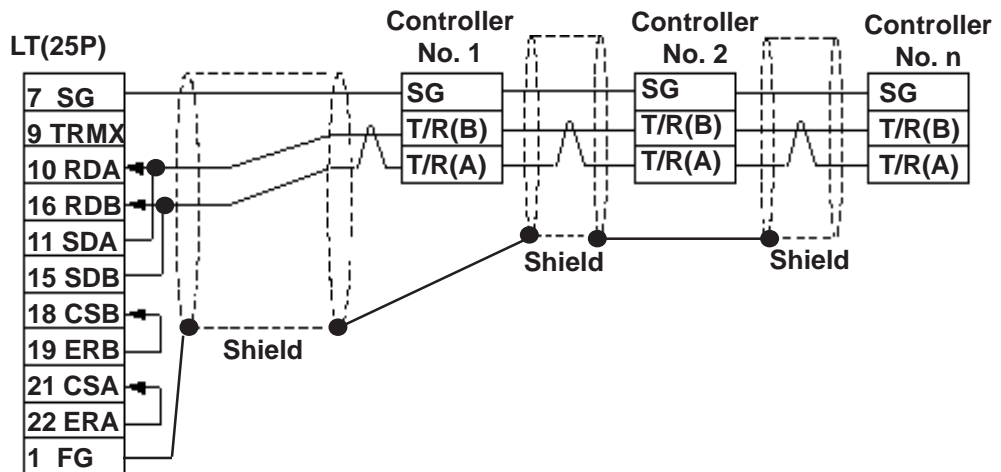 LT(25P)
7 SG
9 TRMX
10 RDA
16 RDB
11 SDA
15 SDB
18 CSB
19 ERB
21 CSA
22 ERA
1 FG
Shield
Controller
No. 1
SG
T/R(B)
T/R(A)
Shield
Controller
No. 2
SG
T/R(B)
T/R(A)
Shield
Controller
No. n
SG
T/R(B)
T/R(A)